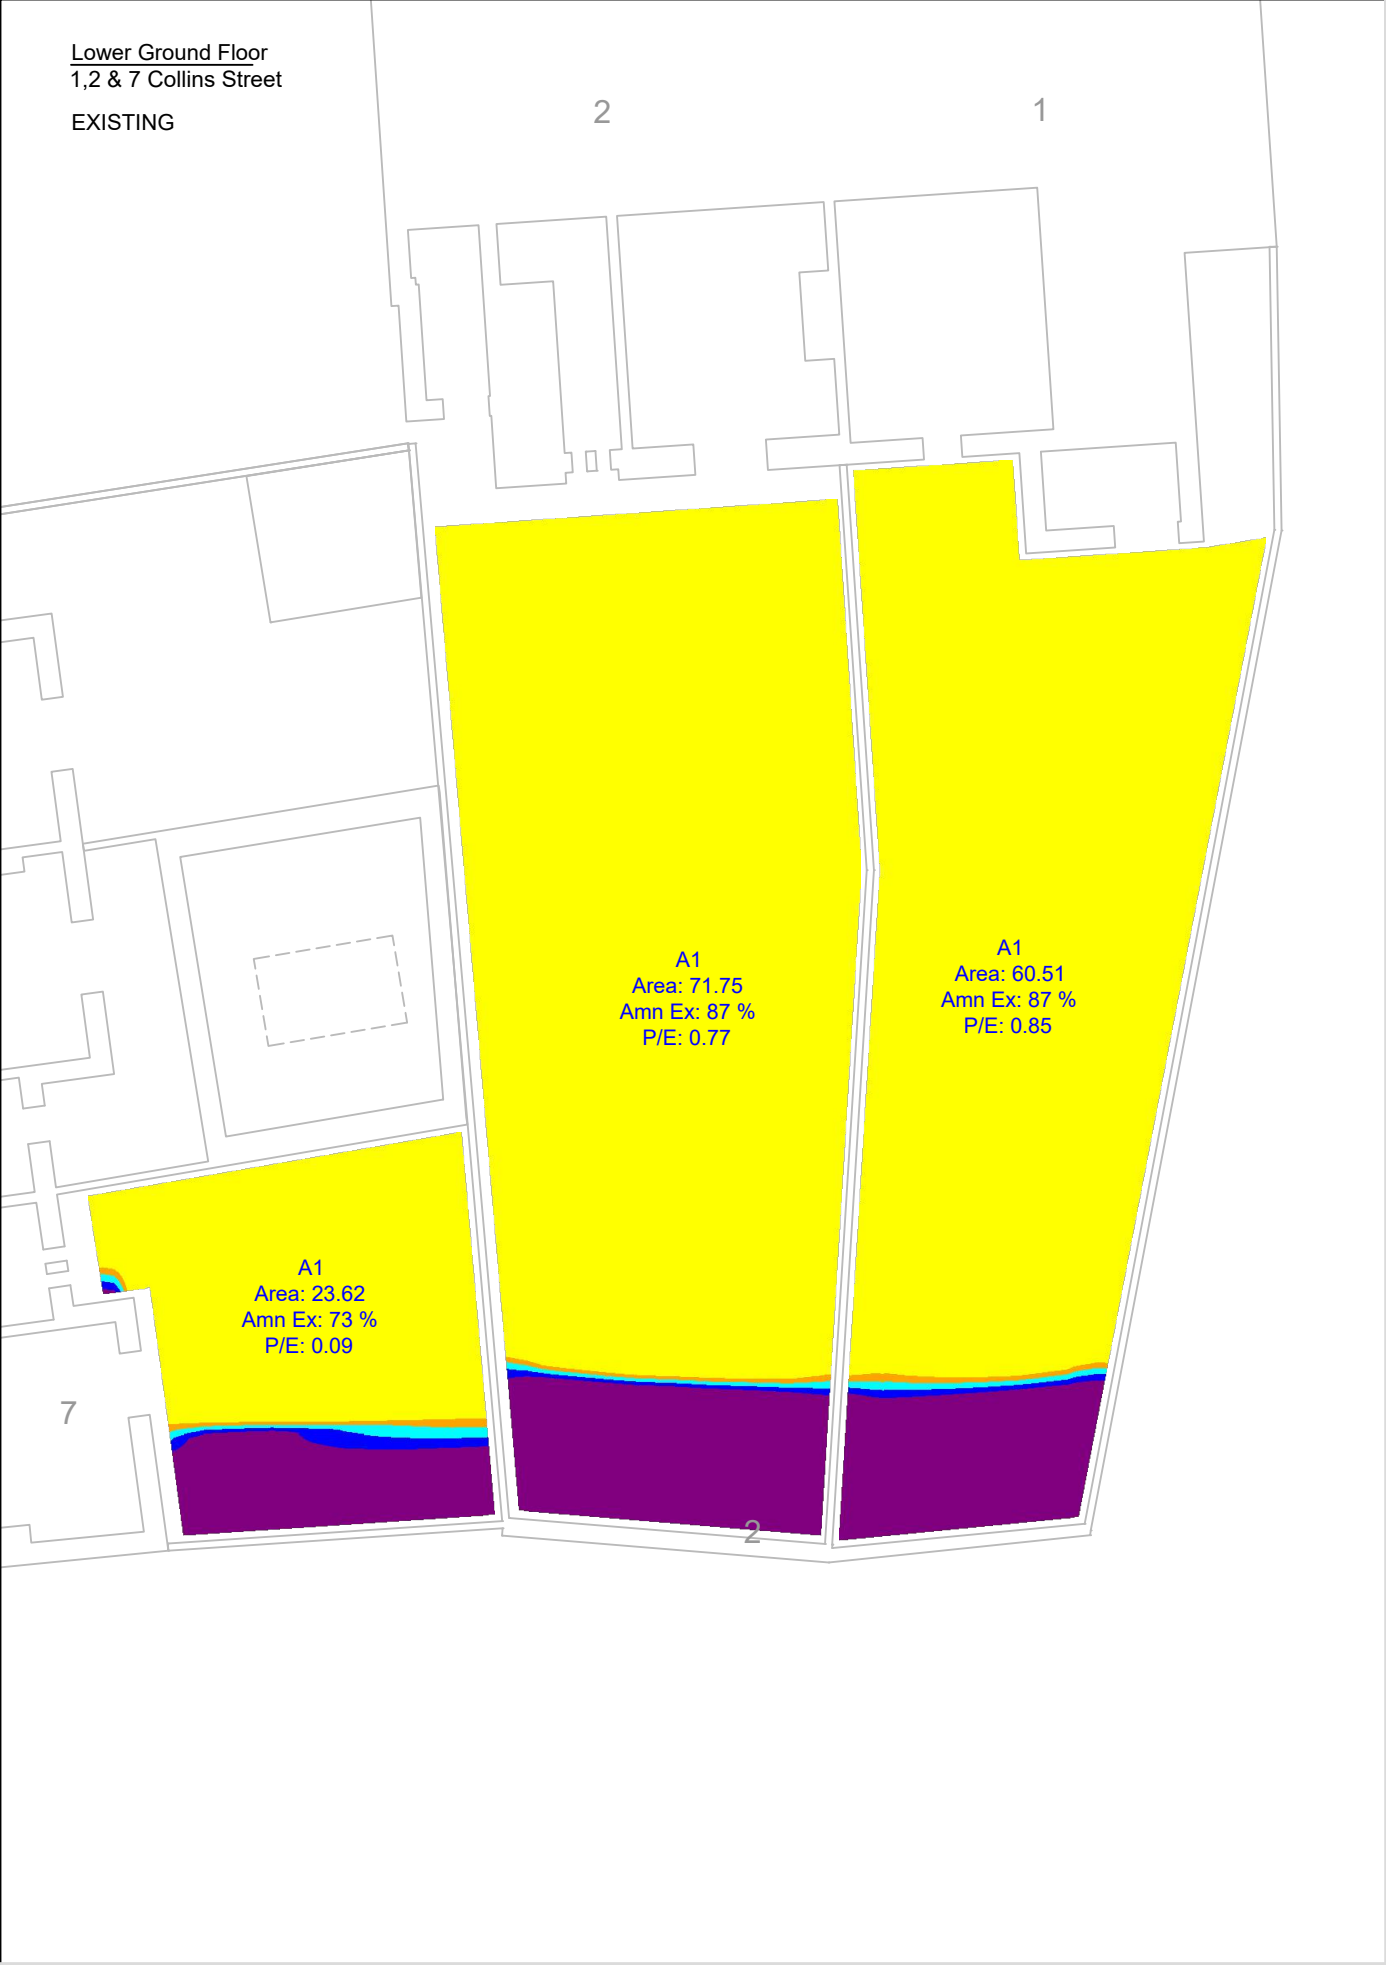 Lower Ground Floor
1,2 & 7 Collins Street
EXISTING
2
1
A1
Area: 71.75
Amn Ex: 87 %
P/E: 0.77
A1
Area: 60.51
Amn Ex: 87 %
P/E: 0.85
A1
Area: 23.62
Amn Ex: 73 %
P/E: 0.09
7
2